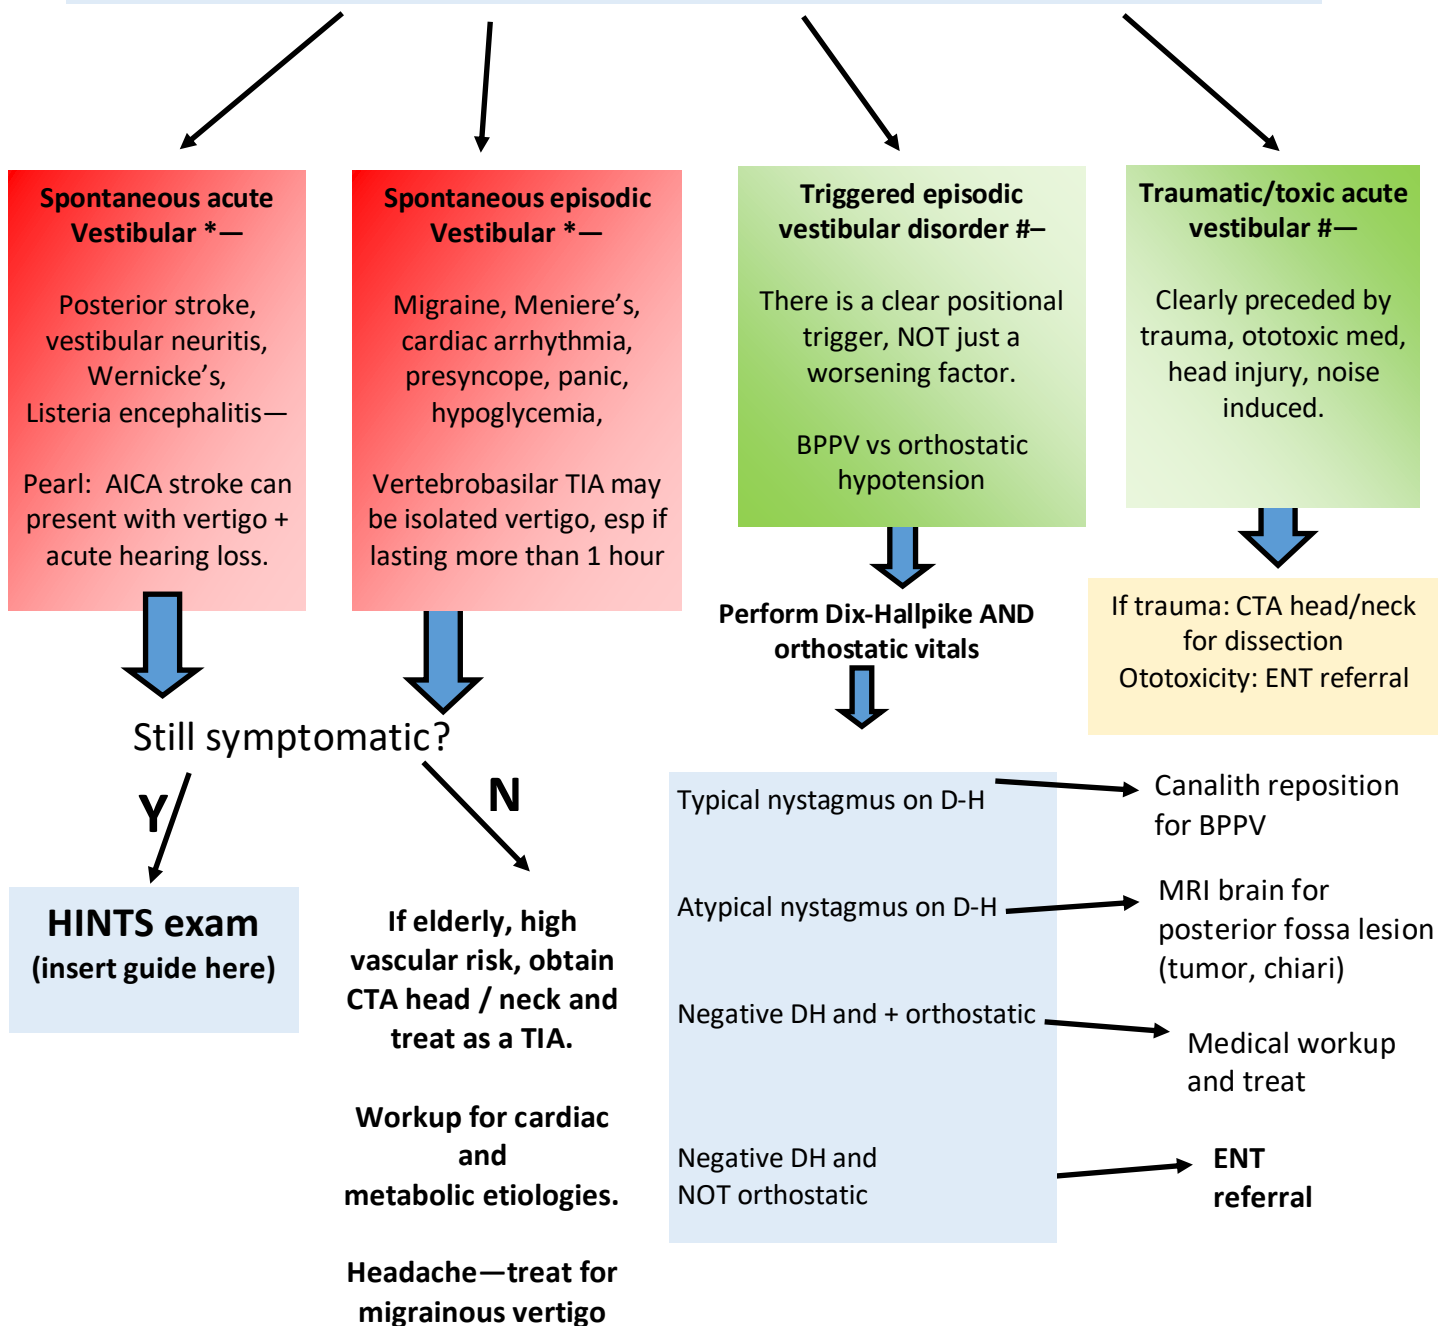 Spontaneous acute
Vestibular *—
Posterior stroke,
vestibular neuritis,
Wernicke’s,
Listeria encephalitis—
Pearl: AICA stroke can
present with vertigo +
acute hearing loss.
Spontaneous episodic
Vestibular *—
Migraine, Meniere’s,
cardiac arrhythmia,
presyncope, panic,
hypoglycemia,
Vertebrobasilar TIA may
be isolated vertigo, esp if
lasting more than 1 hour
Triggered episodic
vestibular disorder #–
There is a clear positional
trigger, NOT just a
worsening factor.
BPPV vs orthostatic
hypotension
Traumatic/toxic acute
vestibular #—
Clearly preceded by
trauma, ototoxic med,
head injury, noise
induced.
Still symptomatic?
Y
N
HINTS exam
(insert guide here)
If elderly, high
vascular risk, obtain
CTA head / neck and
treat as a TIA.
Workup for cardiac
and
metabolic etiologies.
Headache—treat for
migrainous vertigo
Perform Dix-Hallpike AND
orthostatic vitals
If trauma: CTA head/neck
for dissection
Ototoxicity: ENT referral
Typical nystagmus on D-H
Canalith reposition
for BPPV
Atypical nystagmus on D-H
MRI brain for
posterior fossa lesion
(tumor, chiari)
Negative DH and + orthostatic
Medical workup
and treat
Negative DH and
NOT orthostatic
ENT
referral